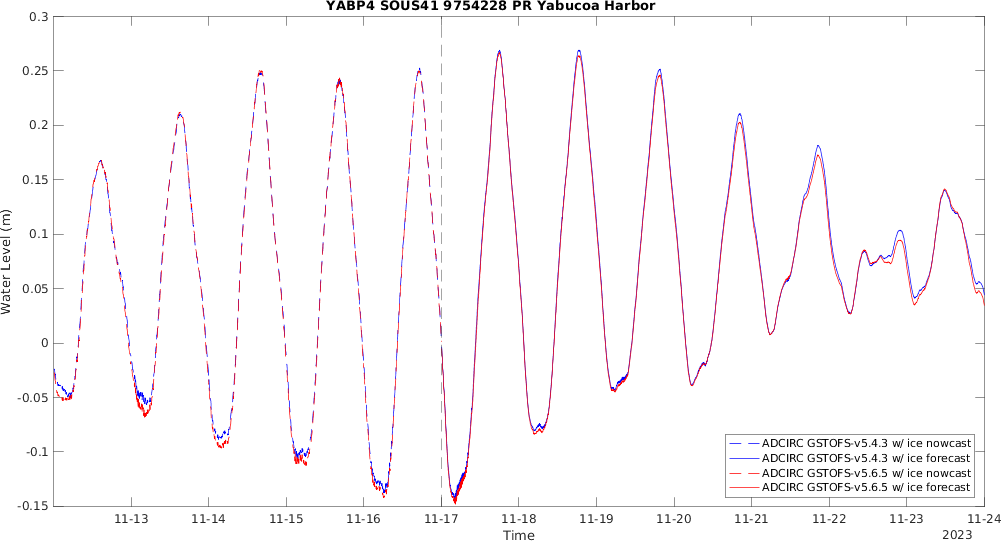 YABP4 SOUS41 9754228 PR Yabucoa Harbor
0.3
0.25
0.2
0.15
0.1
0.05
0
-0.05
-0.1
-0.15
Water Level (m)
ADCIRC GSTOFS-v5.4.3 w/ ice nowcast
ADCIRC GSTOFS-v5.4.3 w/ ice forecast
ADCIRC GSTOFS-v5.6.5 w/ ice nowcast
ADCIRC GSTOFS-v5.6.5 w/ ice forecast
11-13 11-14 11-15 11-16 11-17 11-18 11-19 11-20 11-21 11-22 11-23 11-24
Time
2023